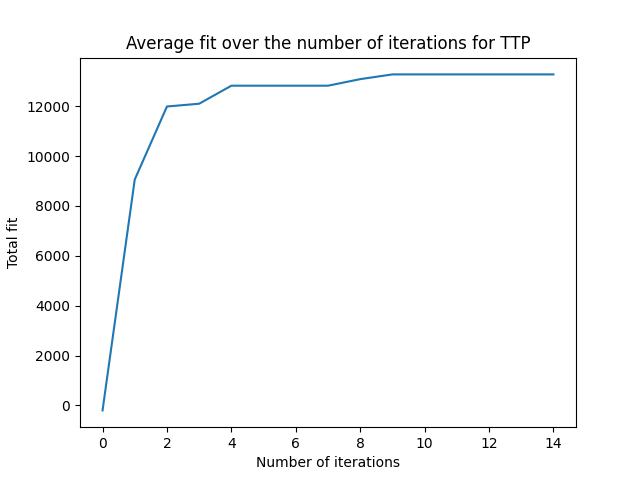 Average fit over the number of iterations for TTP
Total fit
12000
10000
8000
6000
4000
2000
0
0 2 4 6 8 10 12 14
Number of iterations